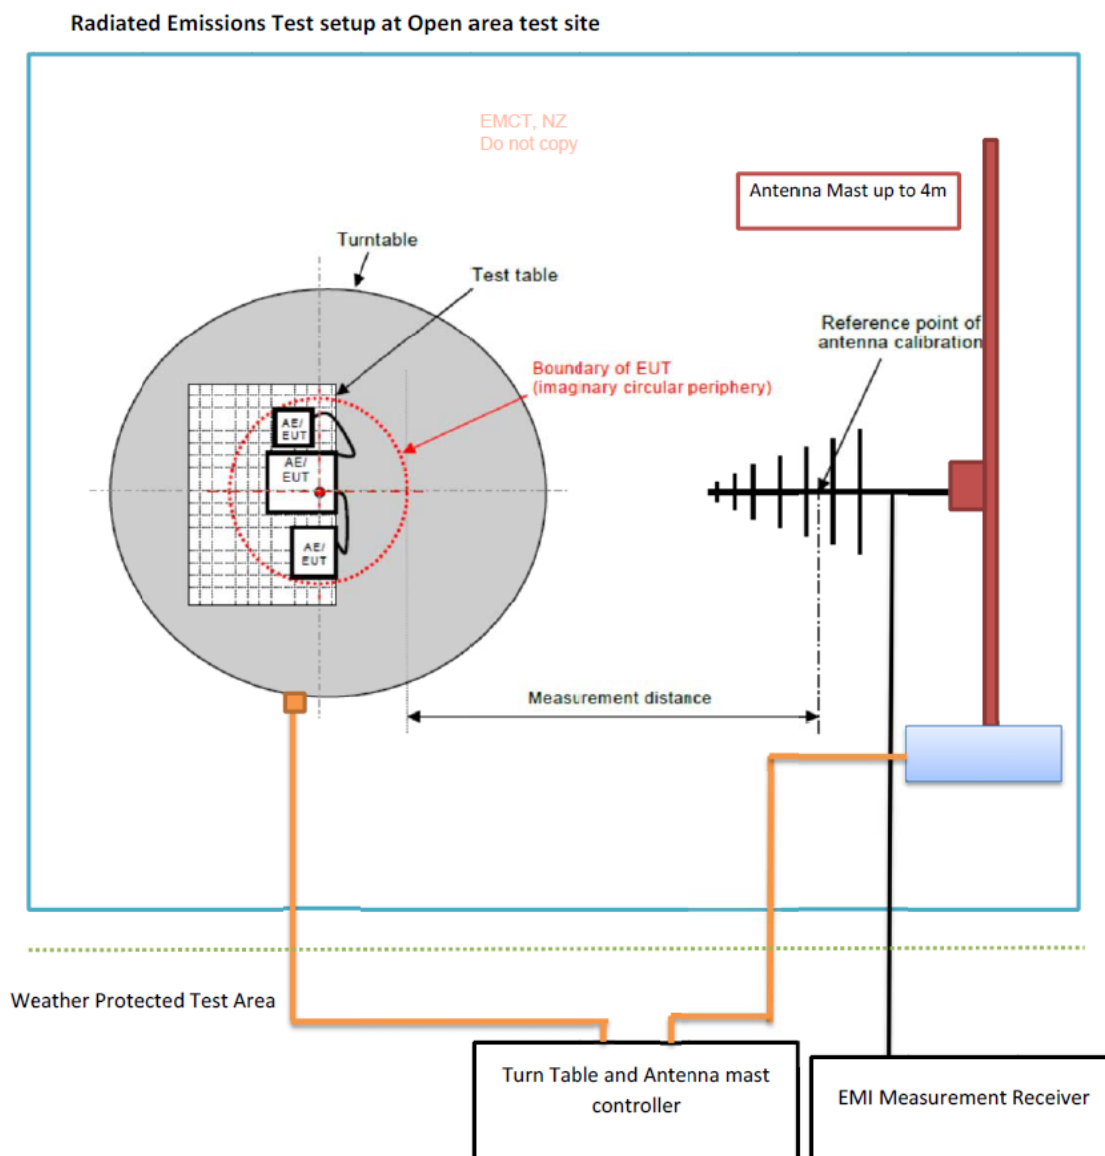 Radiated Emissions Test setup at Open area test site
EMCT, NZ
Do not copy
Antenna Mast up to 4m
Turntable
Test table
Reference point of
antenna calibration
Boundary of EUT
(imaginary circular periphery)
AE/
EUT
AE/
EUT
AE/
EUT
Measurement distance
Weather Protected Test Area
Turn Table and Antenna mast
controller
EMI Measurement Receiver